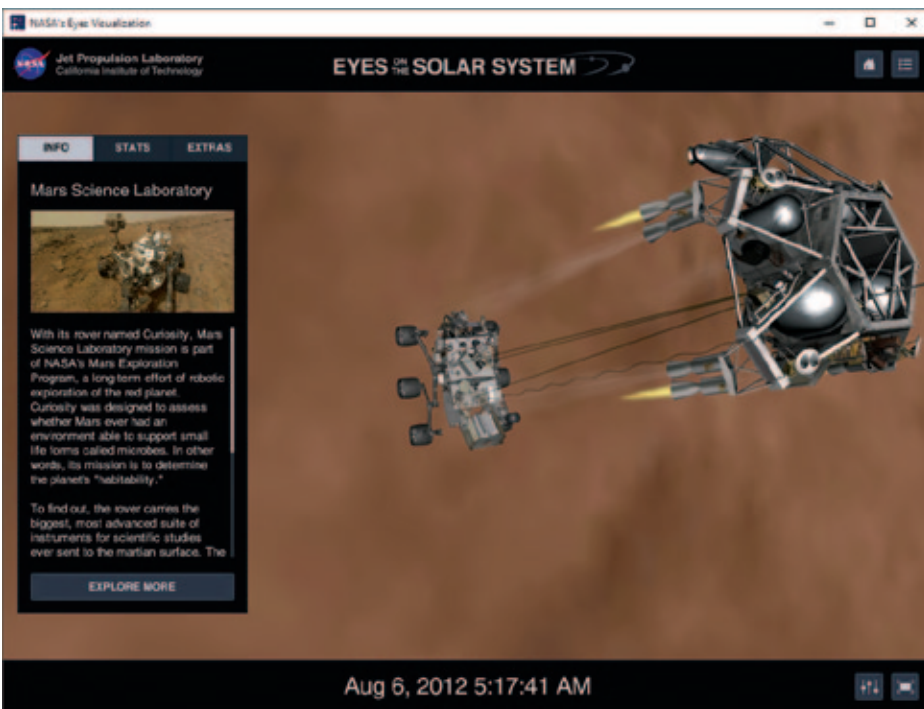 NASA's Eyes Visualization
NASA
Jet Propulsion Laboratory
California Institute of Technology
EYES ON THE SOLAR SYSTEM
INFO STATS EXTRAS
Mars Science Laboratory
With its rover named Curiosity, Mars
Science Laboratory mission is part
of NASA's Mars Exploration
Program, a long-term effort of robotic
exploration of the red planet.
Curiosity was designed to assess
whether Mars ever had an
environment able to support small
life forms called microbes. In other
words, its mission is to determine
the planet's "habitability."
To find out, the rover carries the
biggest, most advanced suite of
instruments for scientific studies
ever sent to the martian surface. The
EXPLORE MORE
Aug 6, 2012 5:17:41 AM